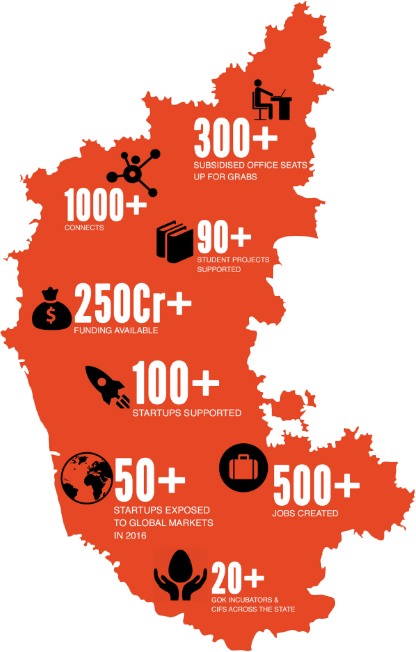 300+
SUBSIDISED OFFICE SEATS
UP FOR GRABS
1000+
CONNECTS
90+
STUDENT PROJECTS
SUPPORTED
$
250Cr+
FUNDING AVAILABLE
100+
STARTUPS SUPPORTED
50+
STARTUPS EXPOSED
TO GLOBAL MARKETS
IN 2016
500+
JOBS CREATED
20+
GOK INCUBATORS &
CIFS ACROSS THE STATE